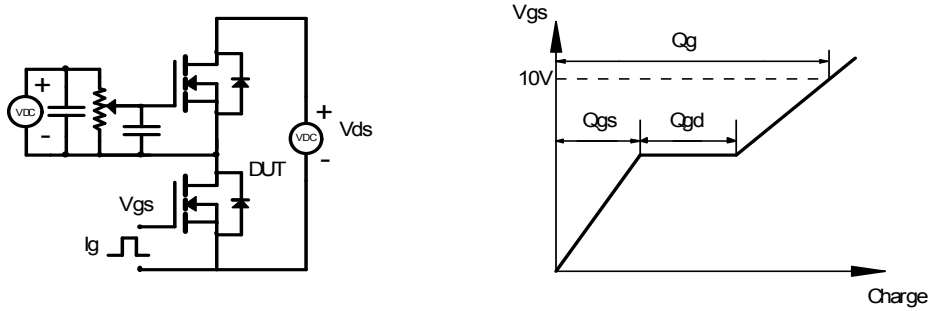 +
VDC
-
+
VDC
-
Vds
DUT
Vgs
Ig
Vgs
Qg
10V
Qgs
Qgd
Charge